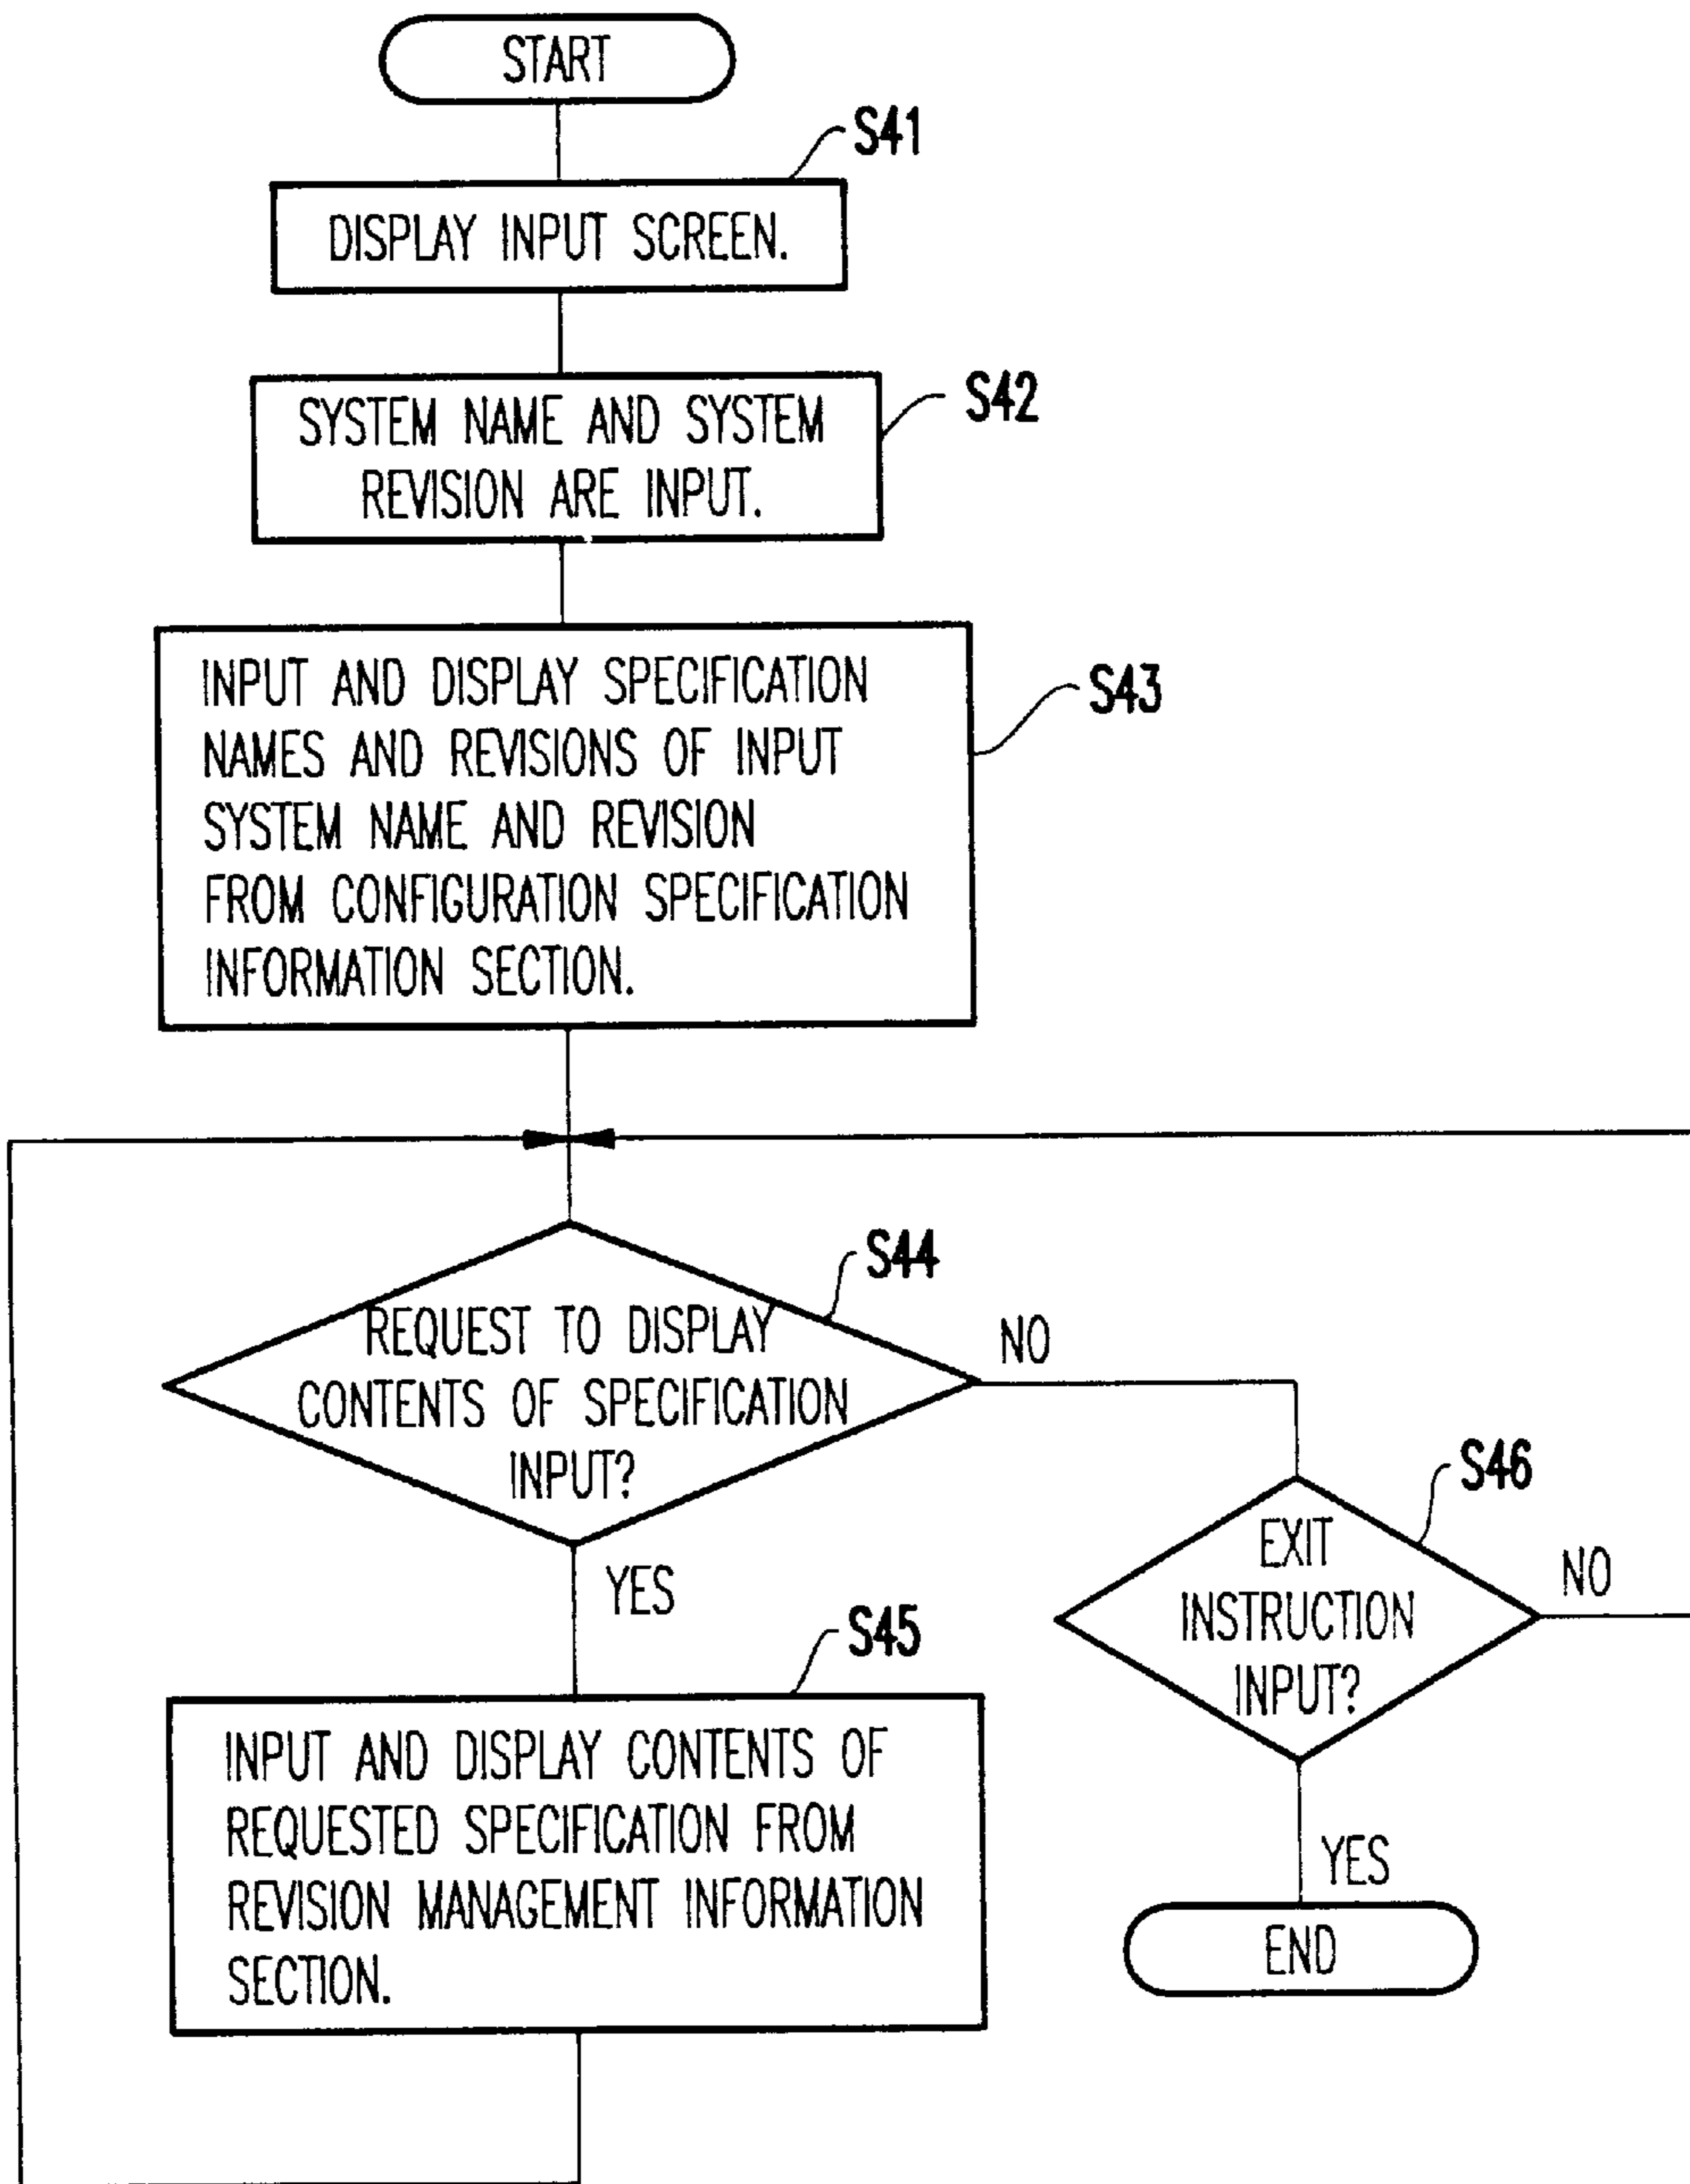 START
S41
DISPLAY INPUT SCREEN.
S42
SYSTEM NAME AND SYSTEM
REVISION ARE INPUT.
S43
INPUT AND DISPLAY SPECIFICATION
NAMES AND REVISIONS OF INPUT
SYSTEM NAME AND REVISION
FROM CONFIGURATION SPECIFICATION
INFORMATION SECTION.
S44
REQUEST TO DISPLAY
CONTENTS OF SPECIFICATION
INPUT?
NO
YES
S46
EXIT
INSTRUCTION
INPUT?
NO
YES
S45
INPUT AND DISPLAY CONTENTS OF
REQUESTED SPECIFICATION FROM
REVISION MANAGEMENT INFORMATION
SECTION.
END